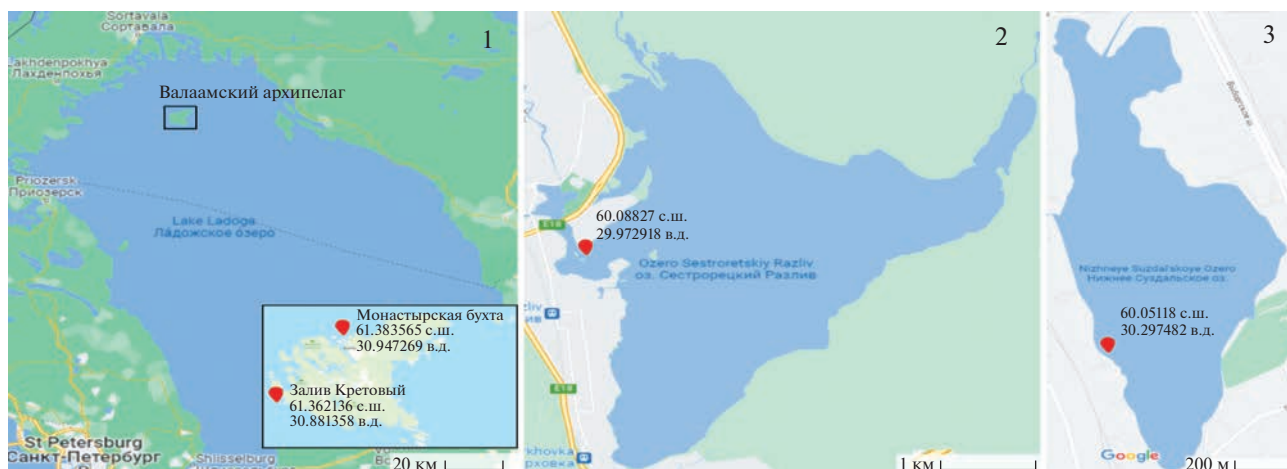 1
Sortavala
Сортавала
Lakhdenpokhya
Лахденпохья
Валаамский архипелаг
Priozersk
Приозерск
Lake Ladoga
Ладожское озеро
Монастырская бухта
61.383565 с.ш.
30.947269 в.д.
Залив Кретовый
61.362136 с.ш.
30.881358 в.д.
St Petersburg
Санкт-Петербург
Shlisselburg
20 км
2
60.08827 с.ш.
29.972918 в.д.
E18
Ozero Sestroretskiy Razliv
оз. Сестрорецкий Разлив
E18
1 км
3
Nizhneye Suzdal'skoye Ozero
Нижнее Суздальское оз.
60.05118 с.ш.
30.297482 в.д.
Google
200 м